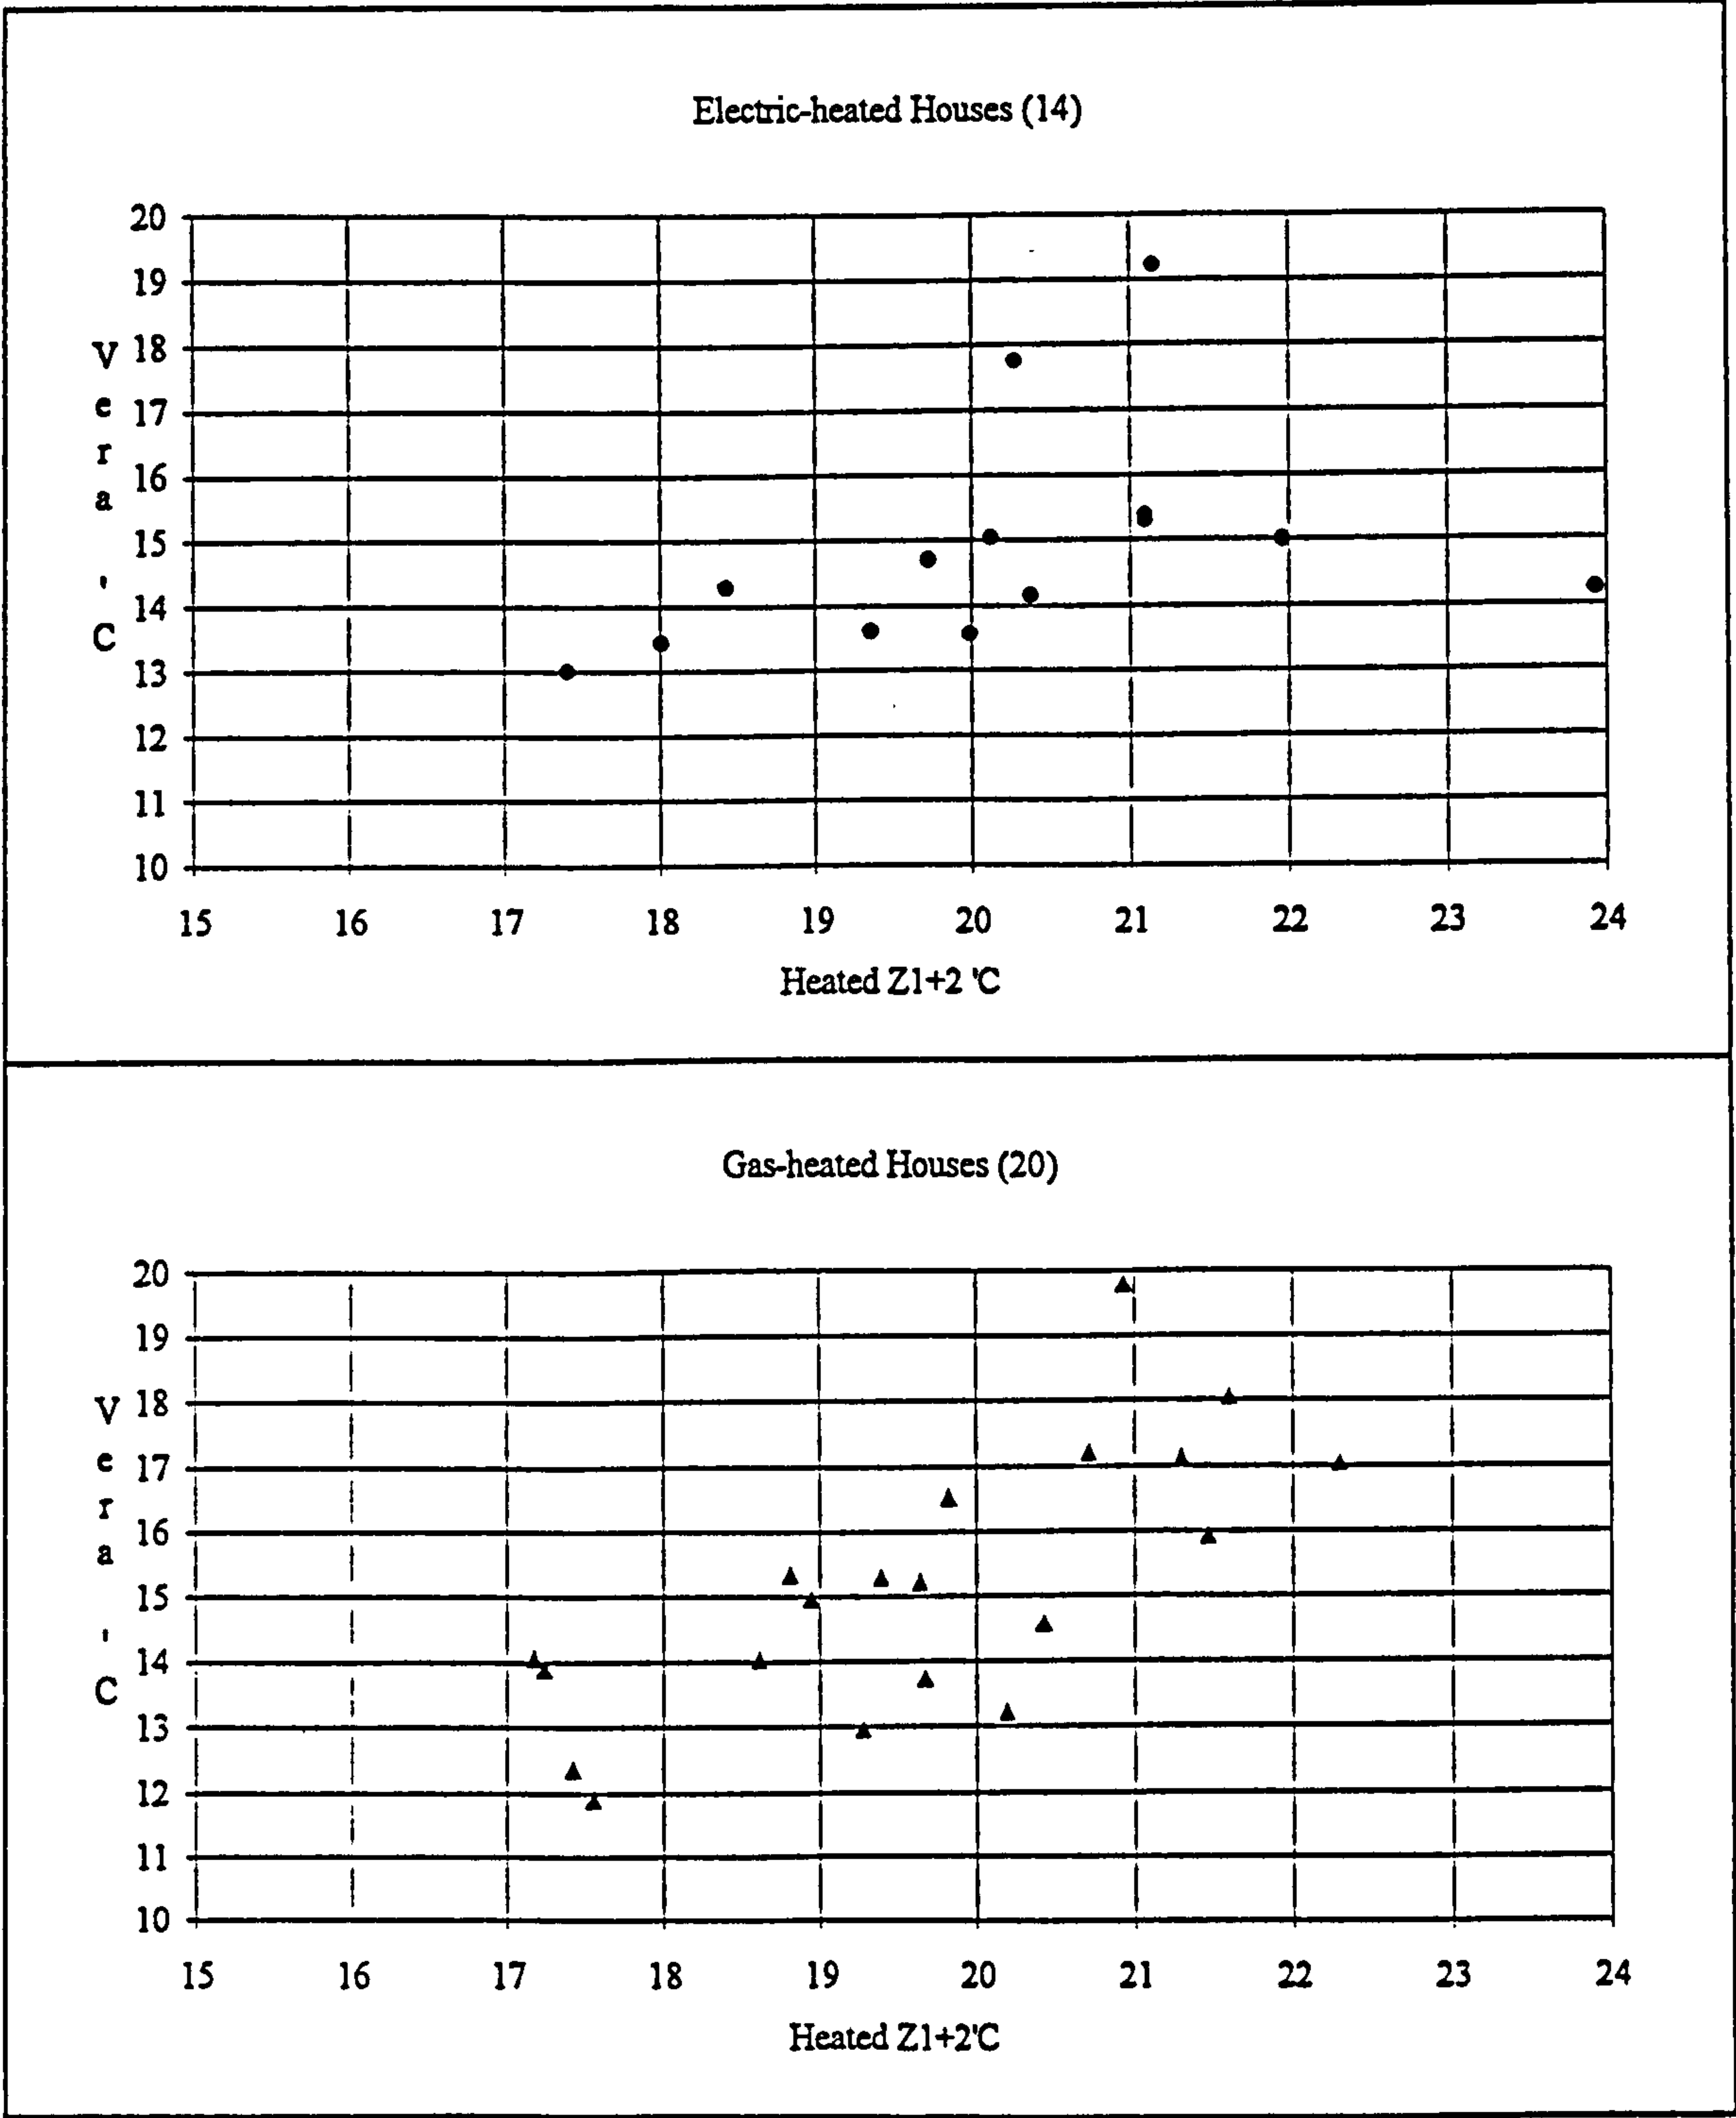 Electric-heated Houses (14)
20
19
18
17
16
15
14
13
12
11
10
Vera 'C
15 16 17 18 19 20 21 22 23 24
Heated Z1+2 'C
Gas-heated Houses (20)
20
19
18
17
16
15
14
13
12
11
10
Vera 'C
15 16 17 18 19 20 21 22 23 24
Heated Z1+2'C